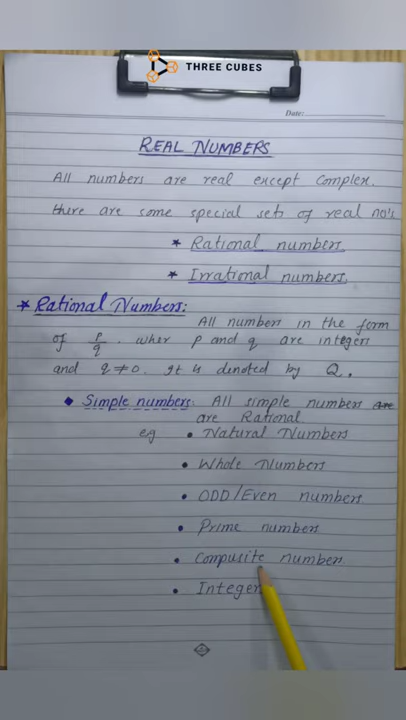 THREE CUBES
Date:
REAL NUMBERS
All numbers are real except Complex.
there are some special sets of real no's
* Rational numbers
* Irrational numbers.
* Rational Numbers:
All numbers in the form
of p/q. wher p and q are integers
and q≠0. It is denoted by Q.
◆ Simple numbers: All simple numbers are
are Rational
eg • Natural Numbers
• Whole Numbers
• ODD/Even numbers
• Prime numbers
• Composite numbers
• Integer